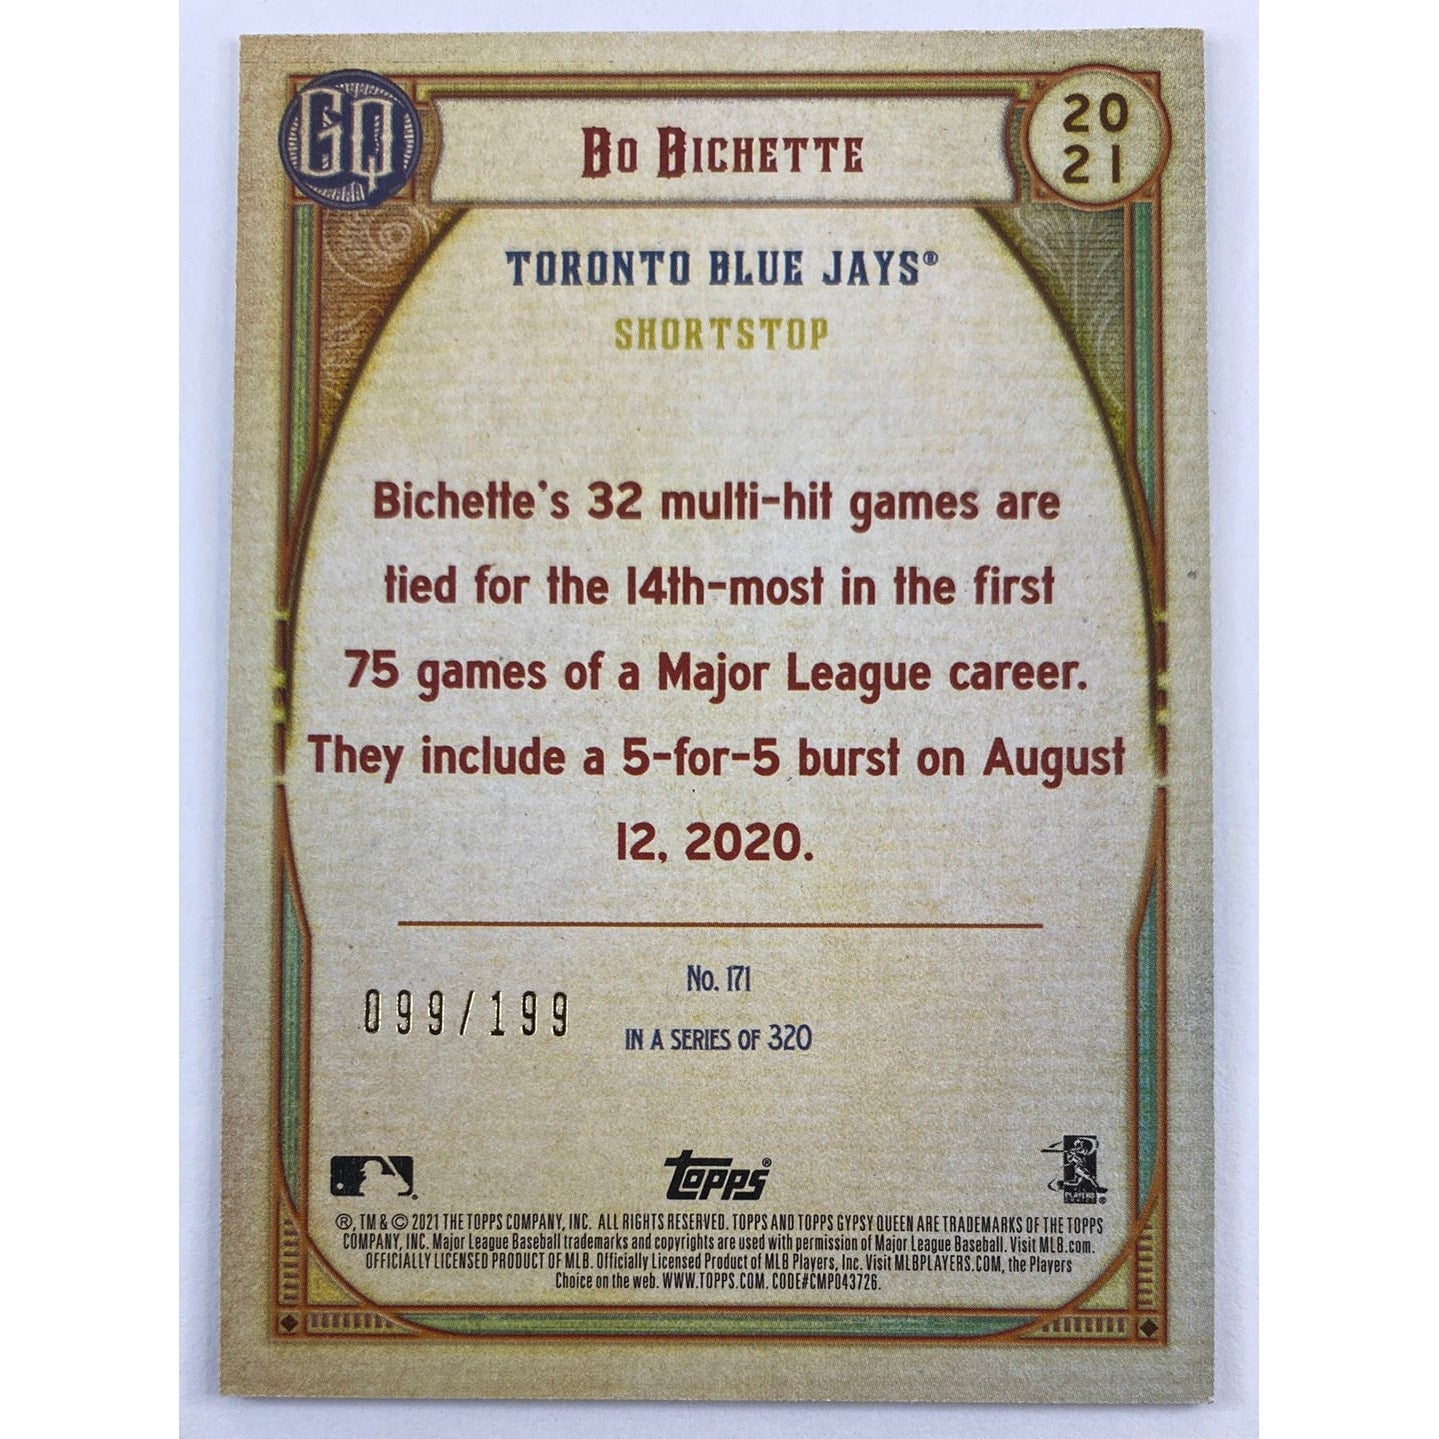 GQ
BO BICHETTE
20
21
TORONTO BLUE JAYS®
SHORTSTOP
Bichette's 32 multi-hit games are
tied for the 14th-most in the first
75 games of a Major League career.
They include a 5-for-5 burst on August
12, 2020.
No. 171
099/199
IN A SERIES OF 320
topps®
PLAYERS
CHOICE ®
®, TM & © 2021 THE TOPPS COMPANY, INC. ALL RIGHTS RESERVED. TOPPS AND TOPPS GYPSY QUEEN ARE TRADEMARKS OF THE TOPPS
COMPANY, INC. Major League Baseball trademarks and copyrights are used with permission of Major League Baseball. Visit MLB.com.
OFFICIALLY LICENSED PRODUCT OF MLB. Officially Licensed Product of MLB Players, Inc. Visit MLBPLAYERS.COM, the Players
Choice on the web. WWW.TOPPS.COM. CODE#CMP043726.